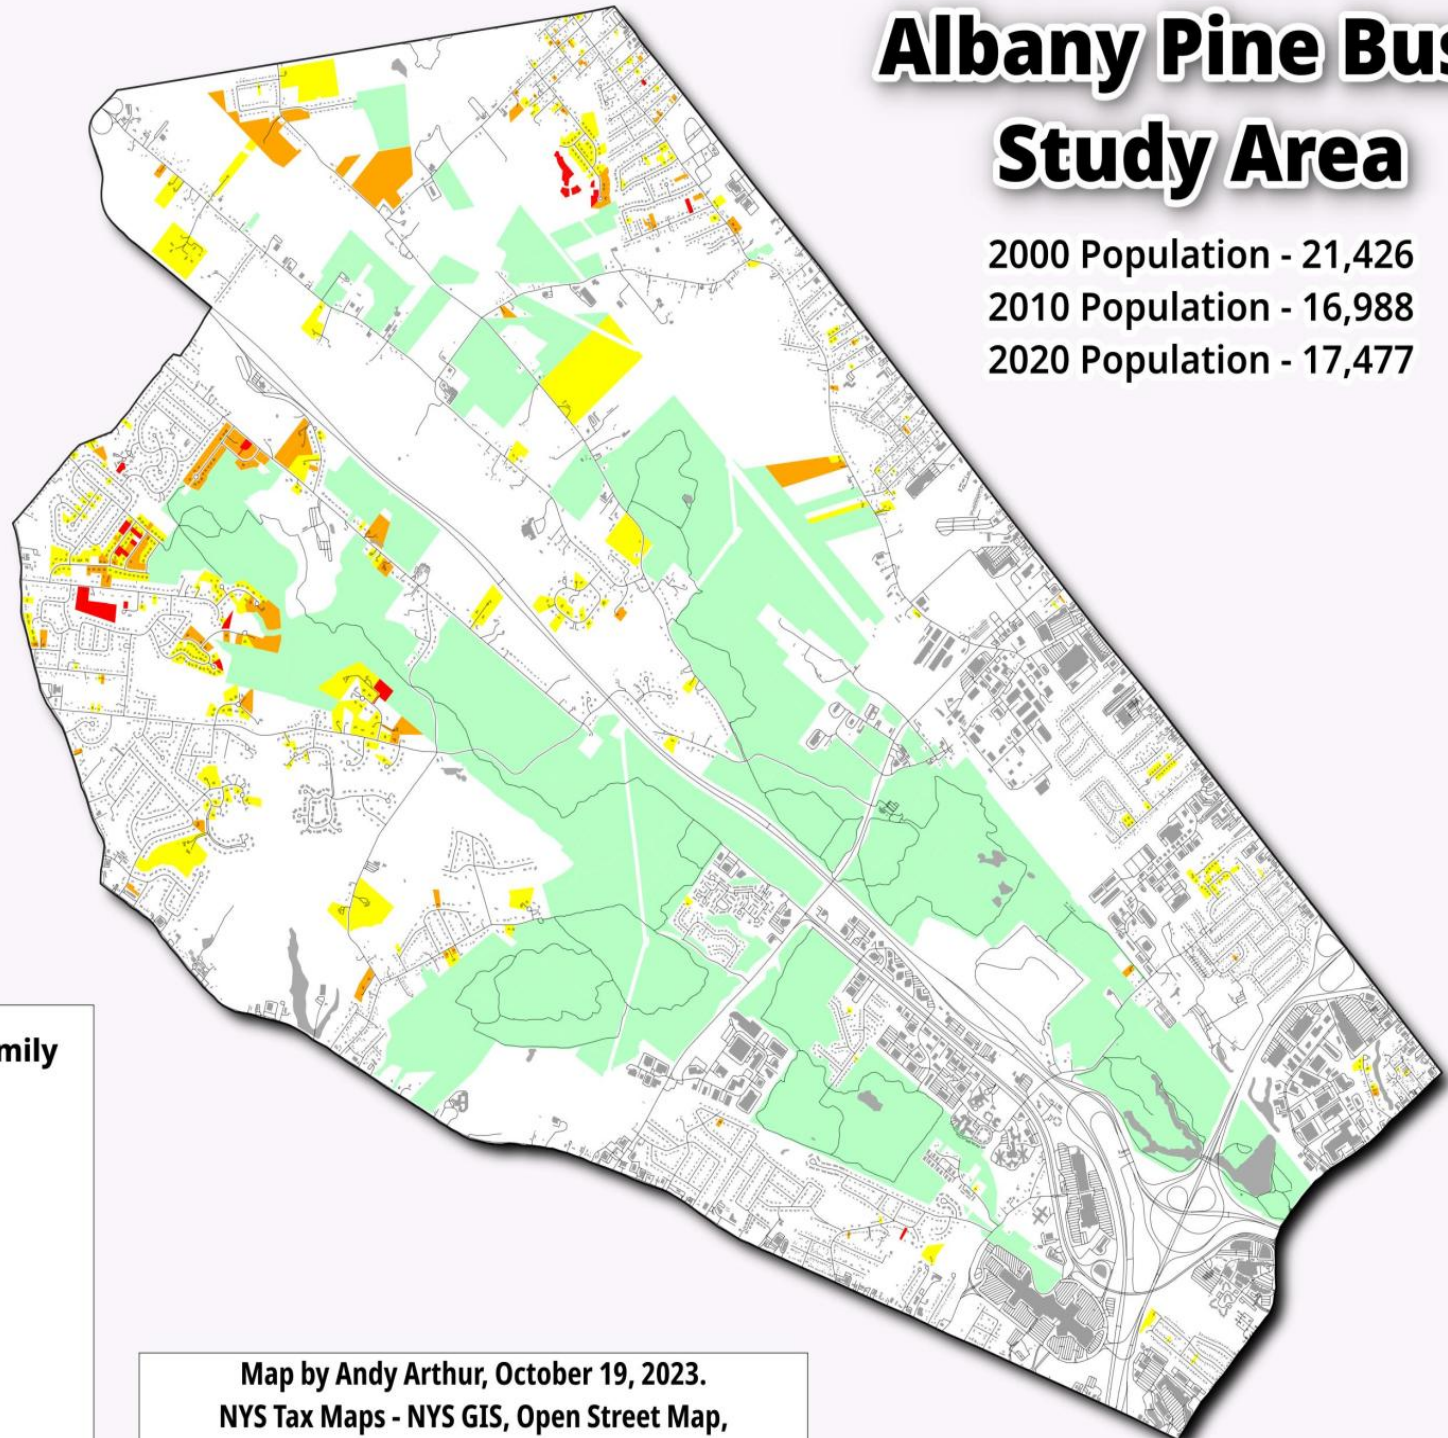 Albany Pine Bus
Study Area
2000 Population - 21,426
2010 Population - 16,988
2020 Population - 17,477
mily
Map by Andy Arthur, October 19, 2023.
NYS Tax Maps - NYS GIS, Open Street Map,